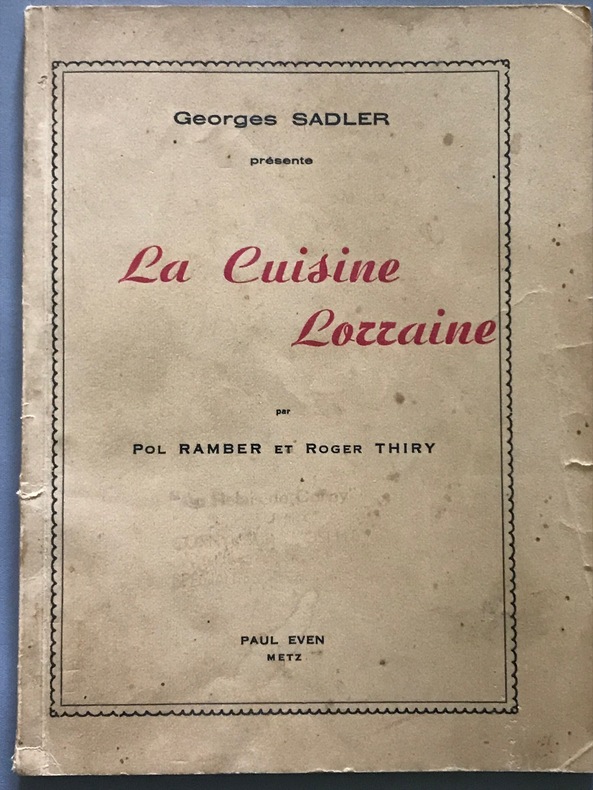 Georges SADLER
présente
La Cuisine
Lorraine
par
POL RAMBER ET ROGER THIRY
PAUL EVEN
METZ